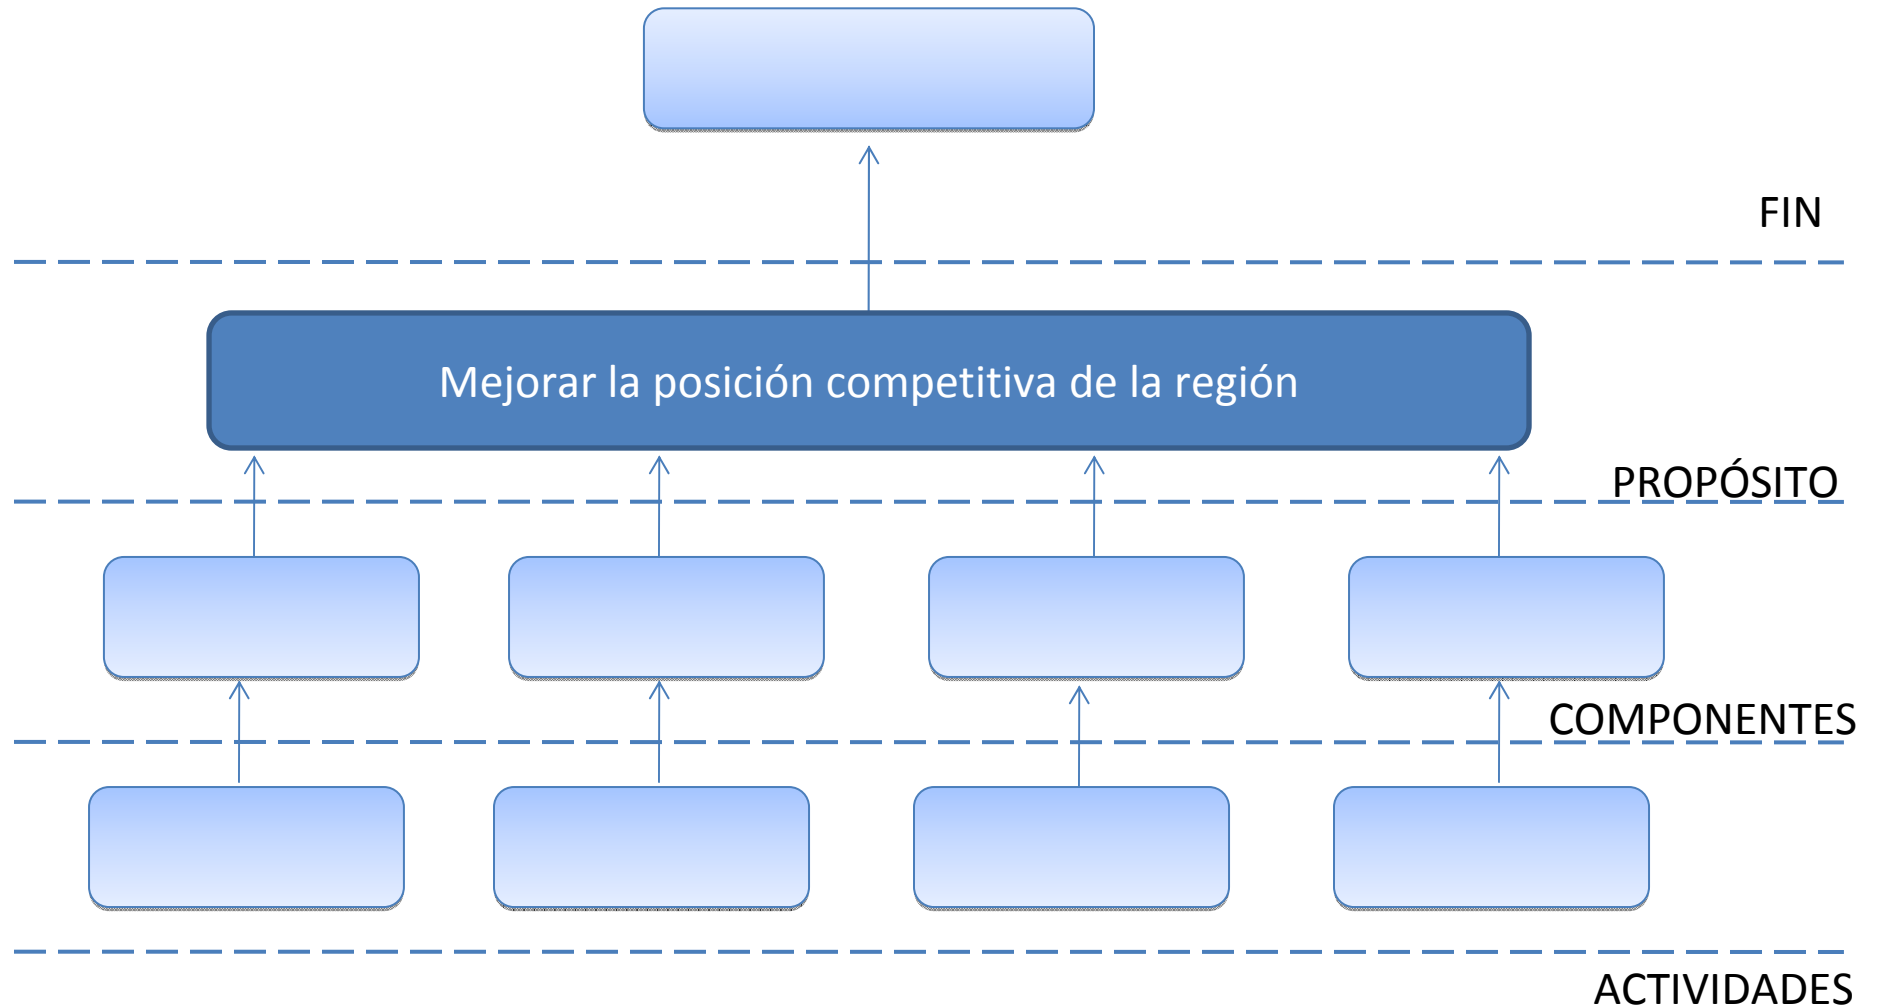 FIN
Mejorar la posición competitiva de la región
PROPÓSITO
COMPONENTES
ACTIVIDADES